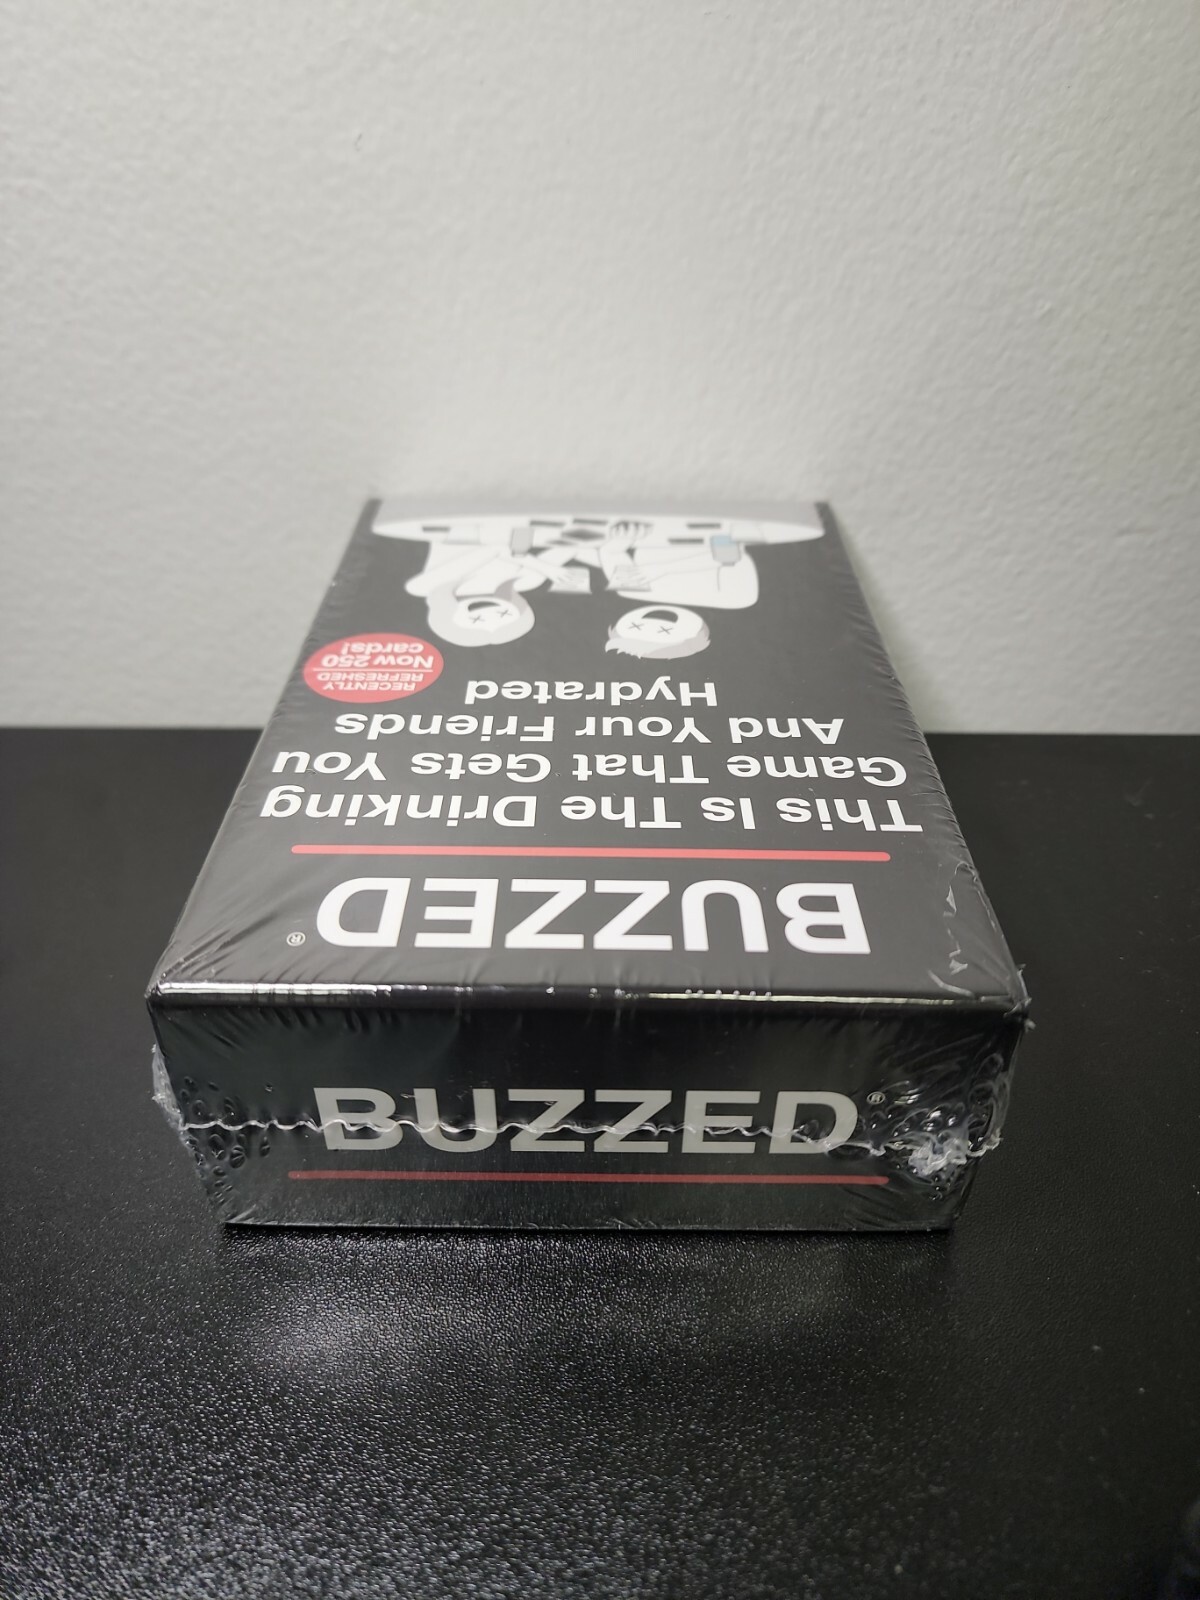 BUZZED®
This Is The Drinking
Game That Gets You
And Your Friends
Hydrated
RECENTLY
REFRESHED
Now 250
cards!
BUZZED®